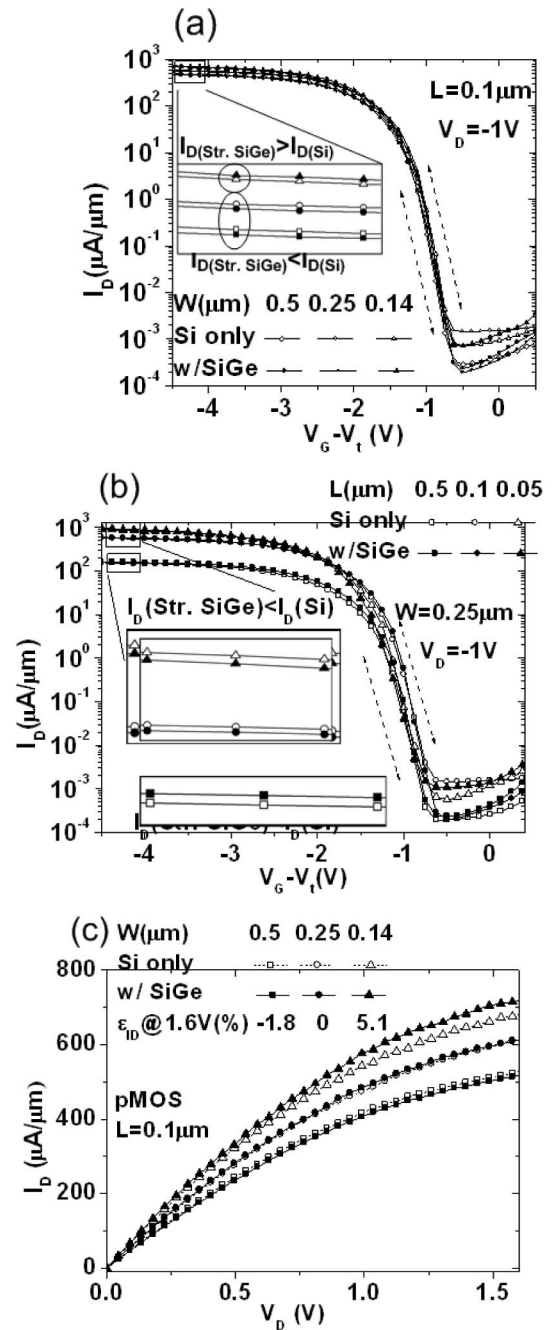 (a)
10³
10²
10¹
10⁰
10⁻¹
10⁻²
10⁻³
10⁻⁴
I_D(μA/μm)
L=0.1μm
V_D=-1V
I_D(Str. SiGe)>I_D(Si)
I_D(Str. SiGe)<I_D(Si)
W(μm) 0.5 0.25 0.14
Si only
w/SiGe
-4 -3 -2 -1 0
V_G-V_t (V)
(b)
L(μm) 0.5 0.1 0.05
Si only
w/SiGe
10³
10²
10¹
10⁰
10⁻¹
10⁻²
10⁻³
10⁻⁴
I_D(μA/μm)
I_D(Str. SiGe)<I_D(Si)
W=0.25μm
V_D=-1V
-4 -3 -2 -1 0
V_G-V_t(V)
(c)
W(μm) 0.5 0.25 0.14
Si only
w/ SiGe
ε_ID@1.6V(%) -1.8 0 5.1
800
600
400
200
0
I_D (μA/μm)
pMOS
L=0.1μm
0.0 0.5 1.0 1.5
V_D (V)